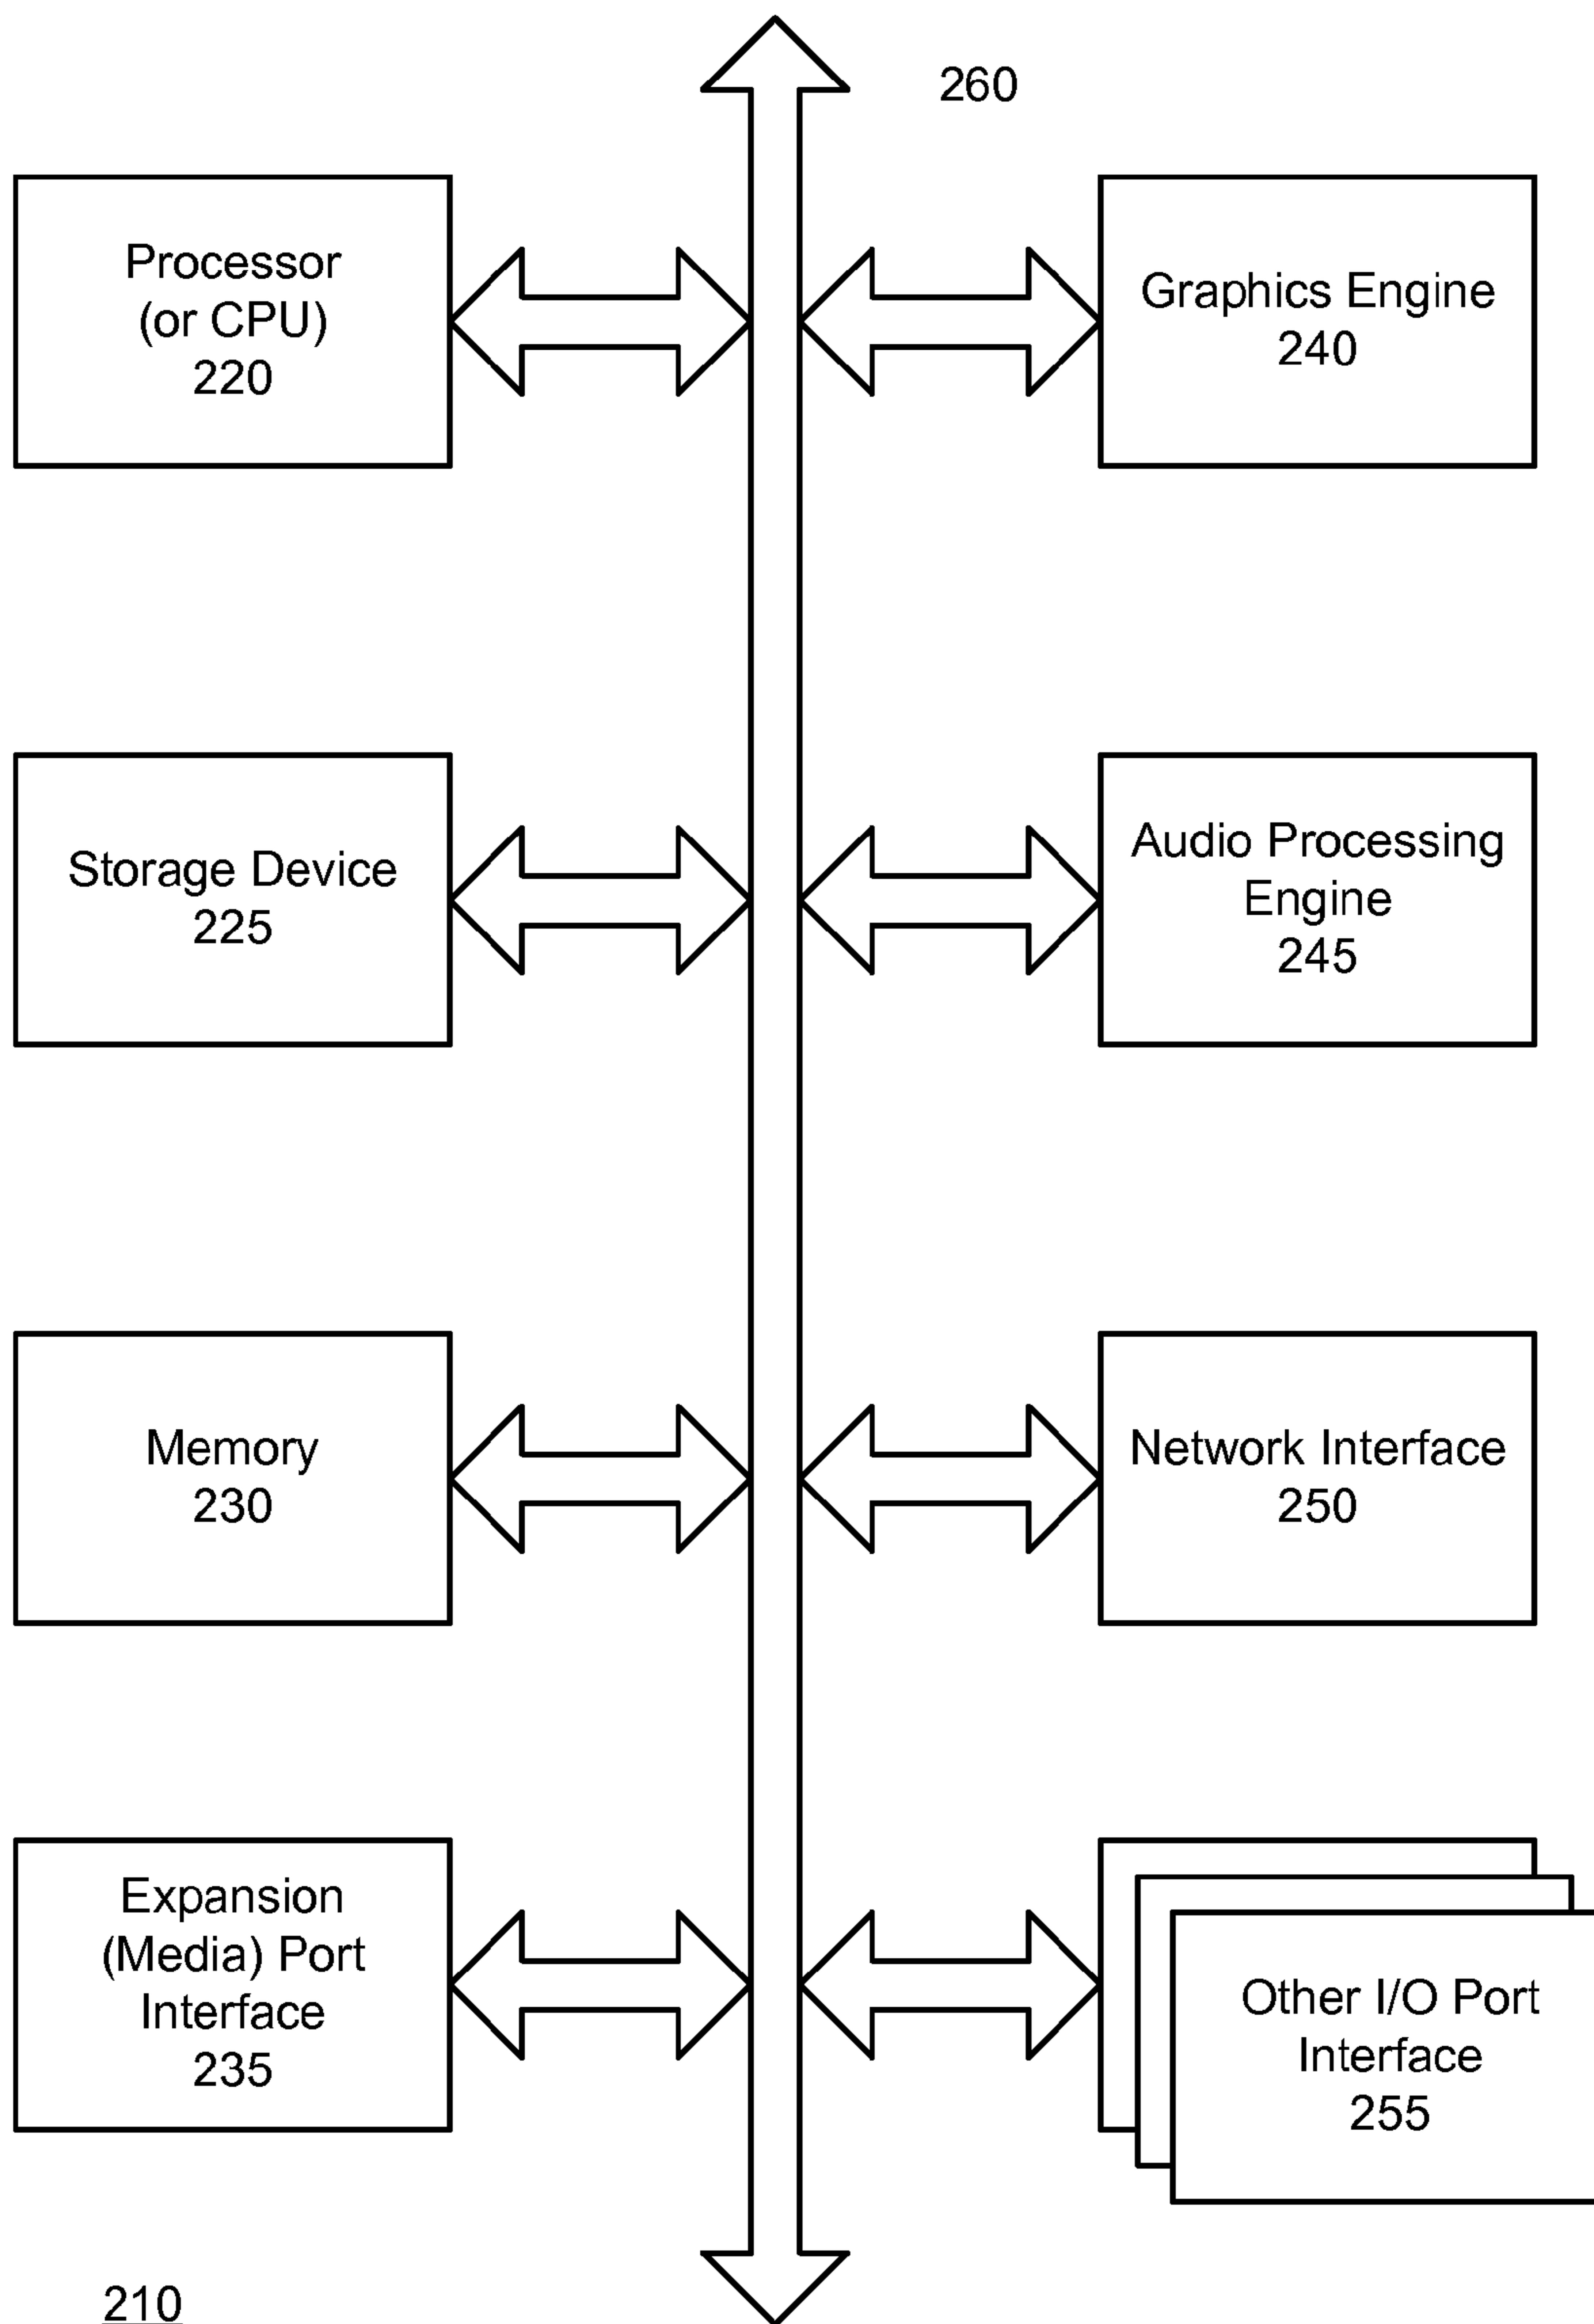 260
Processor
(or CPU)
220
Graphics Engine
240
Storage Device
225
Audio Processing
Engine
245
Memory
230
Network Interface
250
Expansion
(Media) Port
Interface
235
Other I/O Port
Interface
255
210